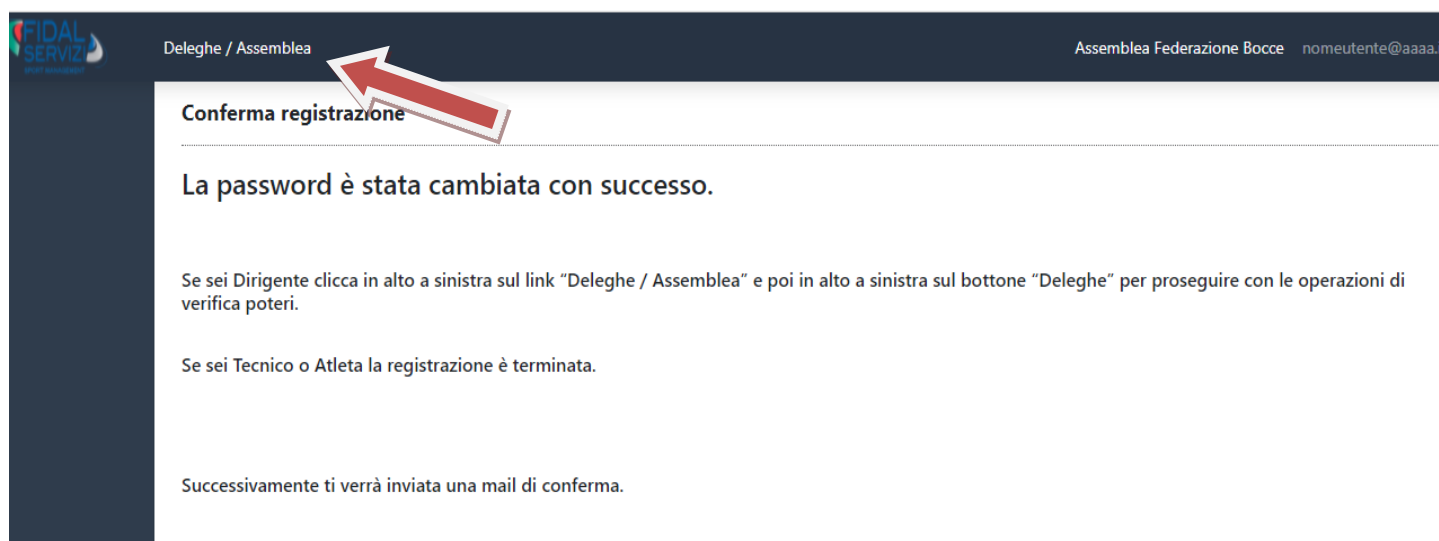 FIDAL
SERVIZI
SPORT MANAGEMENT
Deleghe / Assemblea
Assemblea Federazione Bocce nomeutente@aaaa.
Conferma registrazione
La password è stata cambiata con successo.
Se sei Dirigente clicca in alto a sinistra sul link “Deleghe / Assemblea” e poi in alto a sinistra sul bottone “Deleghe” per proseguire con le operazioni di
verifica poteri.
Se sei Tecnico o Atleta la registrazione è terminata.
Successivamente ti verrà inviata una mail di conferma.